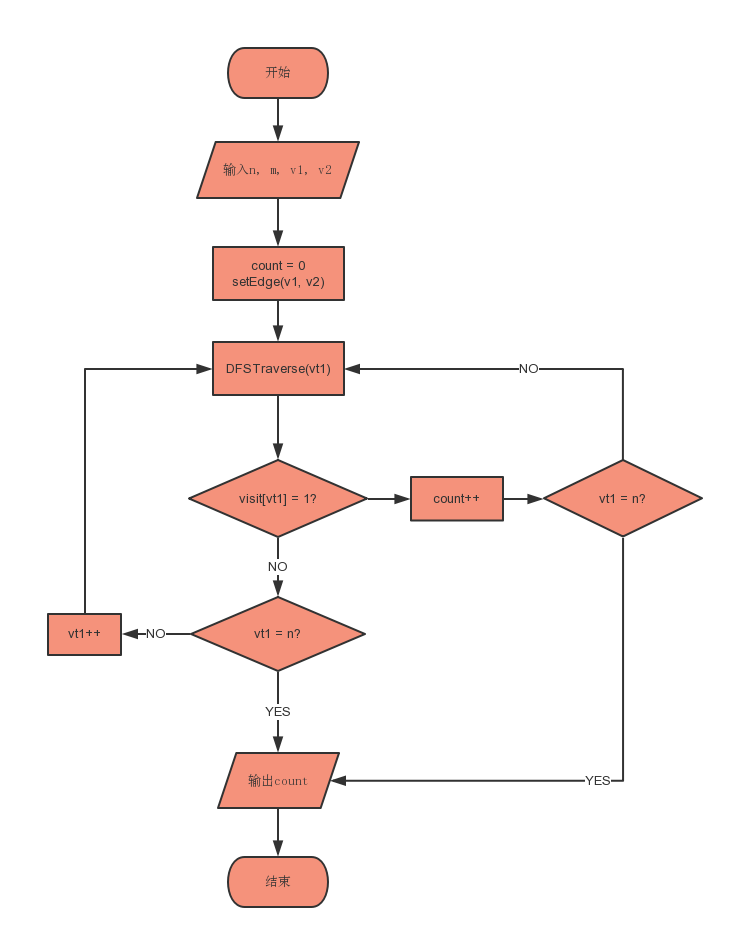 开始
输入n, m, v1, v2
count = 0
setEdge(v1, v2)
DFSTraverse(vt1)
NO
visit[vt1] = 1?
count++
vt1 = n?
NO
vt1++
NO
vt1 = n?
YES
输出count
YES
结束